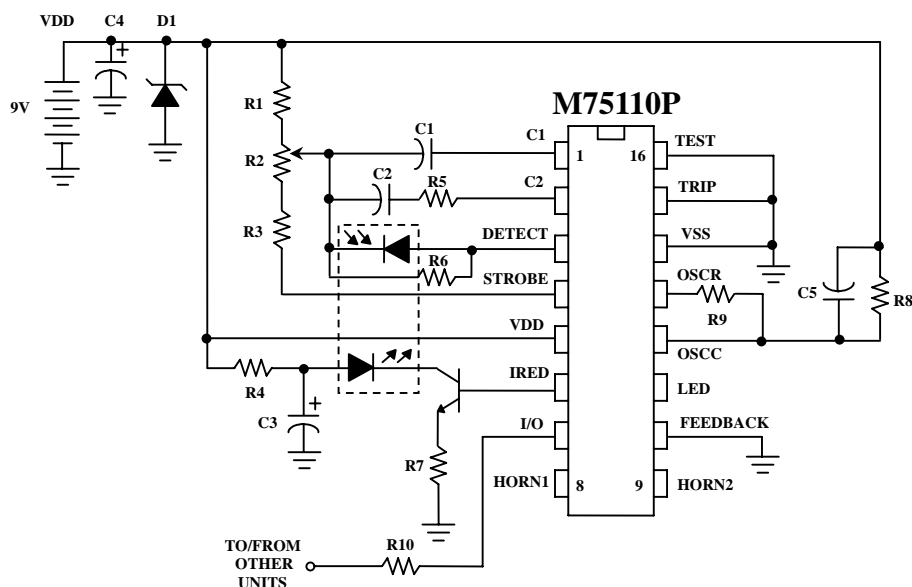 VDD
C4
D1
9V
R1
R2
R3
C1
C2
R5
R6
R4
C3
R7
R10
TO/FROM
OTHER
UNITS
M75110P
C1
C2
DETECT
STROBE
VDD
IRED
I/O
HORN1
1
16
8
9
TEST
TRIP
VSS
OSCR
R9
OSCC
LED
FEEDBACK
HORN2
C5
R8